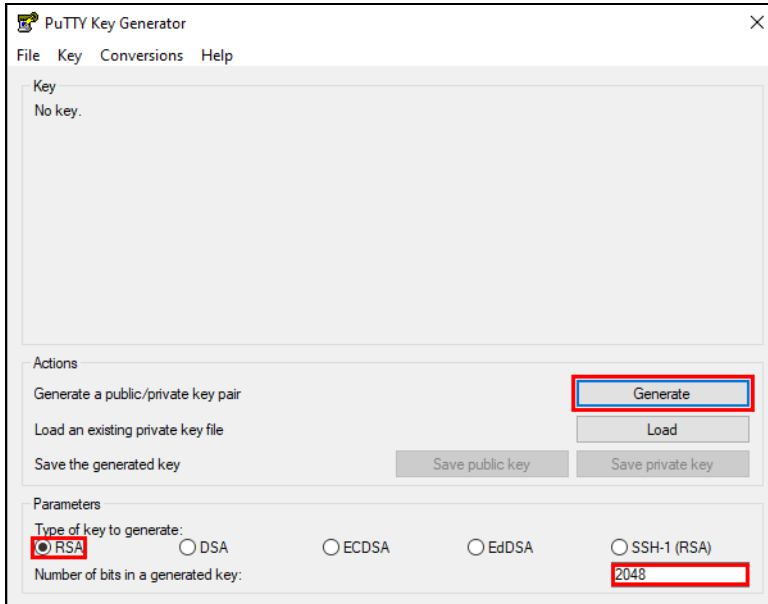 PuTTY Key Generator
File Key Conversions Help
Key
No key.
Actions
Generate a public/private key pair
Generate
Load an existing private key file
Load
Save the generated key
Save public key
Save private key
Parameters
Type of key to generate:
RSA DSA ECDSA EdDSA SSH-1 (RSA)
Number of bits in a generated key:
2048